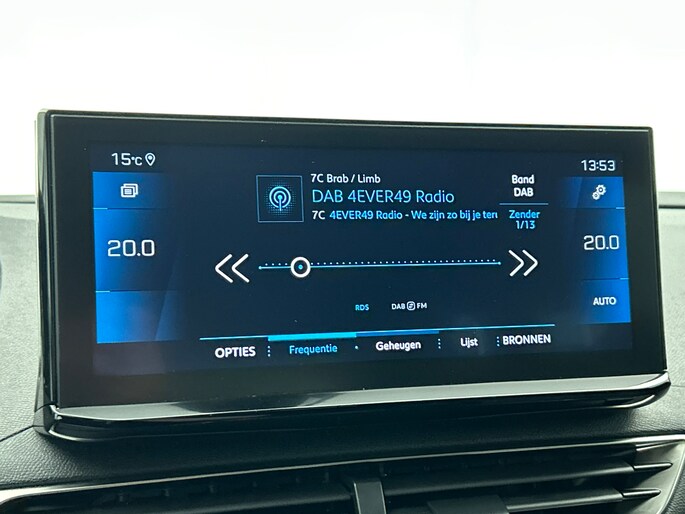 15°C
13:53
7C Brab / Limb
DAB 4EVER49 Radio
7C 4EVER49 Radio - We zijn zo bij je
Band
DAB
Zender
1/13
20.0
20.0
RDS
DAB FM
AUTO
OPTIES
Frequentie
Geheugen
Lijst
BRONNEN